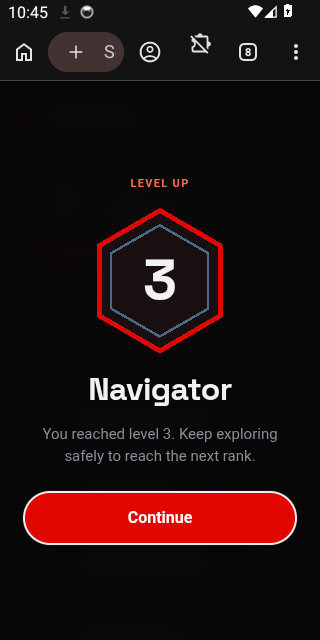 10:45
S
8
LEVEL UP
3
Navigator
You reached level 3. Keep exploring
safely to reach the next rank.
Continue